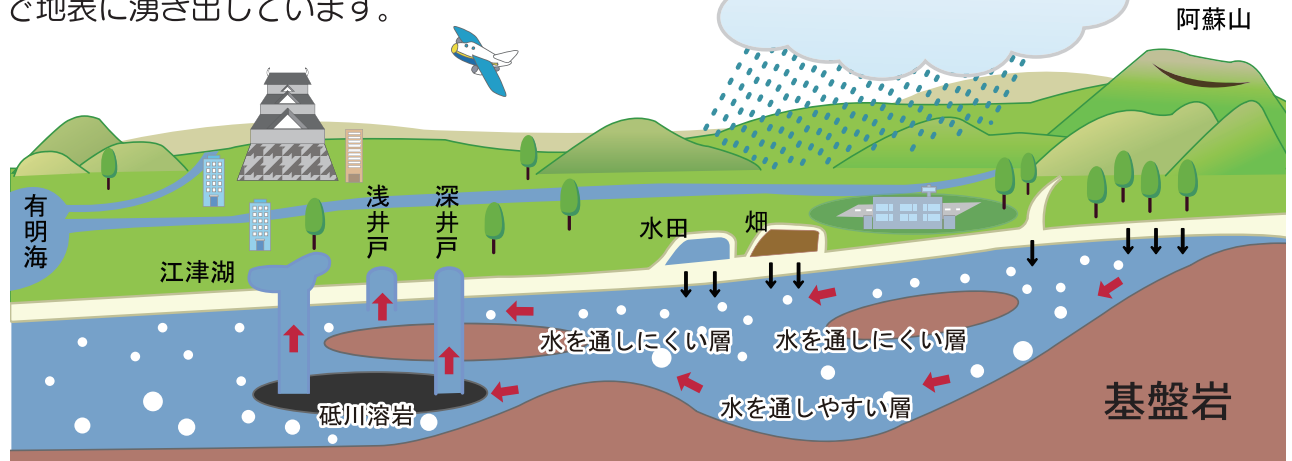 で地表に湧き出しています。
阿蘇山
有明海
浅井戸
深井戸
水田
畑
江津湖
水を通しにくい層
水を通しにくい層
水を通しやすい層
砥川溶岩
基盤岩